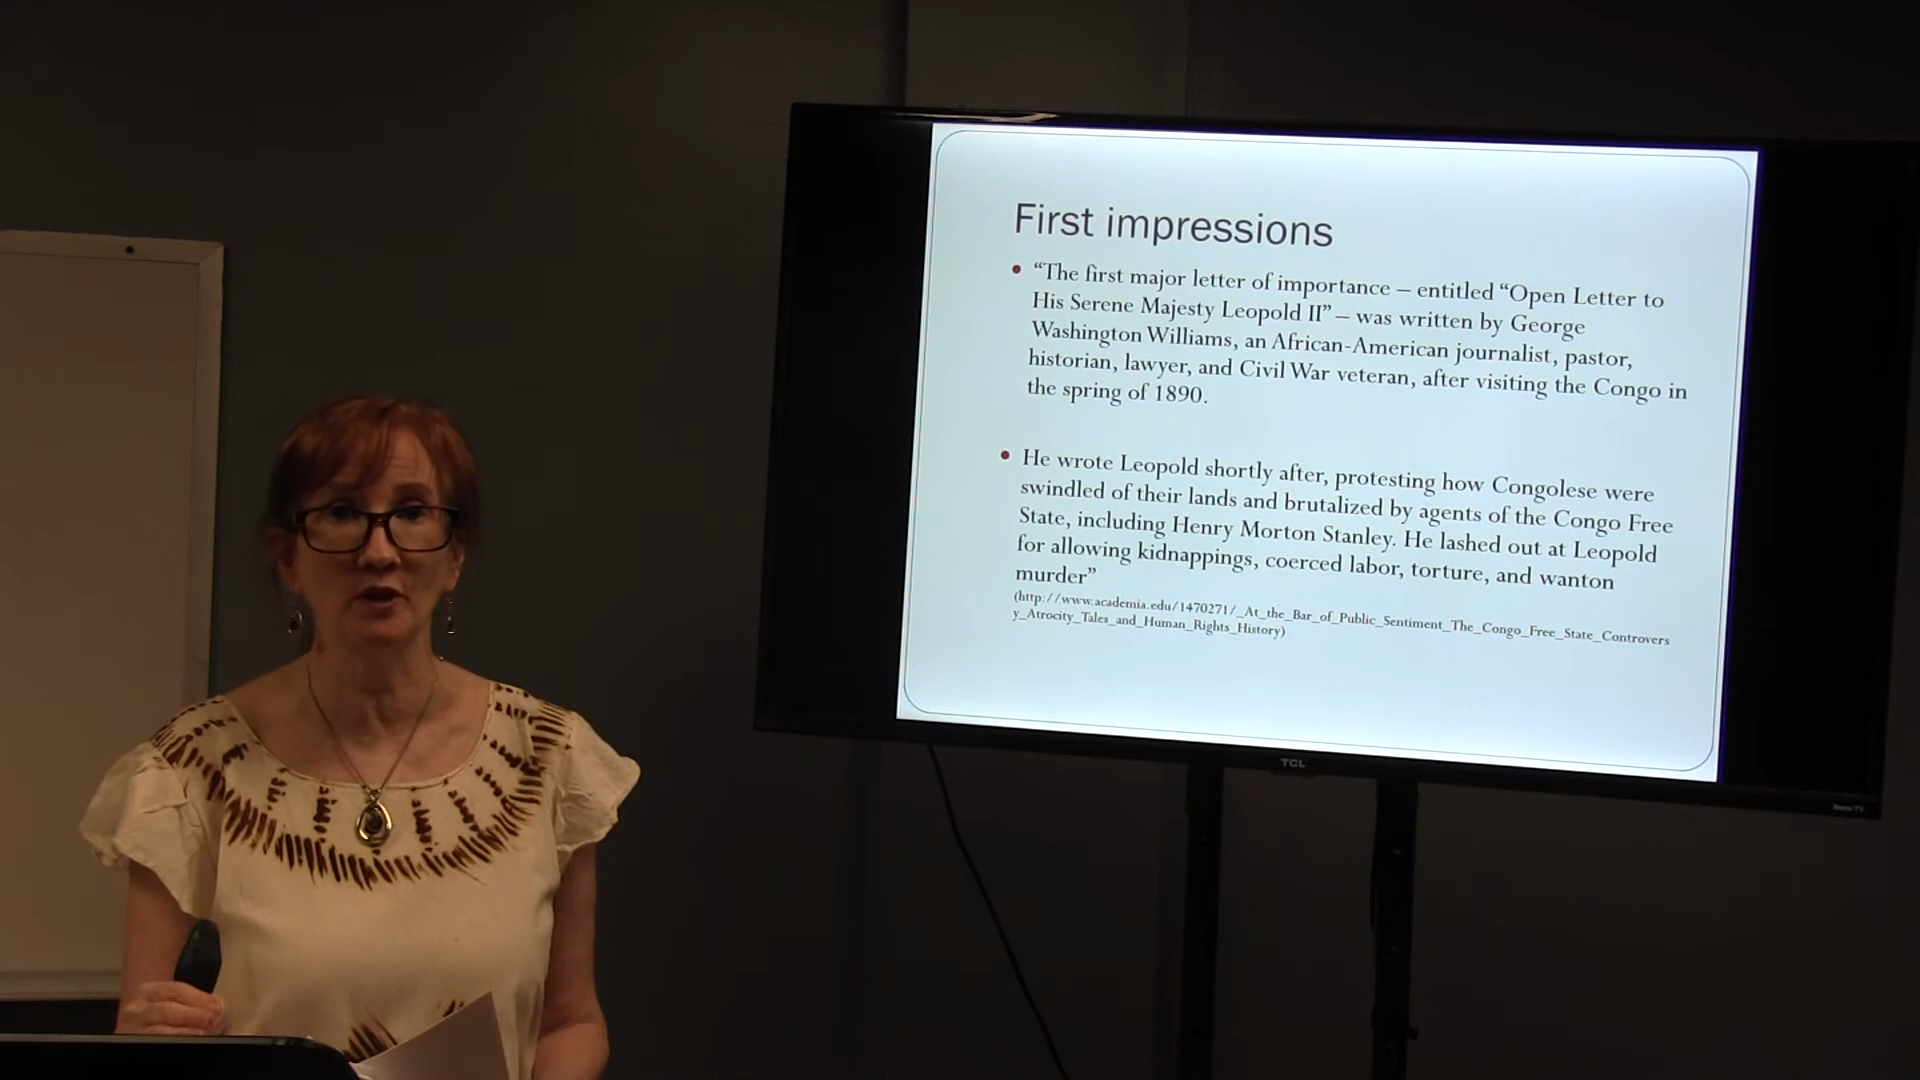 First impressions
“The first major letter of importance – entitled “Open Letter to
His Serene Majesty Leopold II” – was written by George
Washington Williams, an African-American journalist, pastor,
historian, lawyer, and Civil War veteran, after visiting the Congo in
the spring of 1890.
He wrote Leopold shortly after, protesting how Congolese were
swindled of their lands and brutalized by agents of the Congo Free
State, including Henry Morton Stanley. He lashed out at Leopold
for allowing kidnappings, coerced labor, torture, and wanton
murder”
(http://www.academia.edu/1470271/_At_the_Bar_of_Public_Sentiment_The_Congo_Free_State_Controvers
y_Atrocity_Tales_and_Human_Rights_History)
TCL
Roku TV